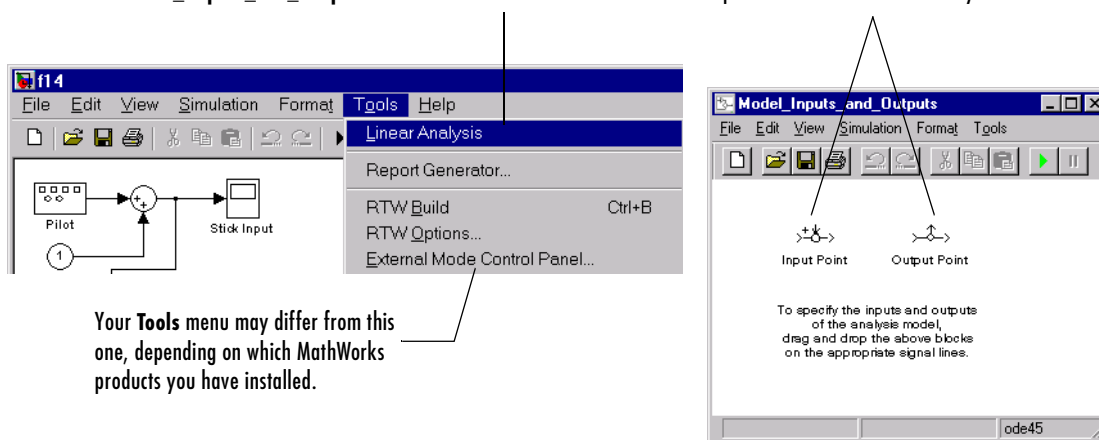 f14
File Edit View Simulation Format Tools Help
Linear Analysis
Report Generator...
RTW Build Ctrl+B
RTW Options...
External Mode Control Panel...
Pilot
Stick Input
1
Your Tools menu may differ from this
one, depending on which MathWorks
products you have installed.
Model_Inputs_and_Outputs
File Edit View Simulation Format Tools
Input Point Output Point
To specify the inputs and outputs
of the analysis model,
drag and drop the above blocks
on the appropriate signal lines.
ode45